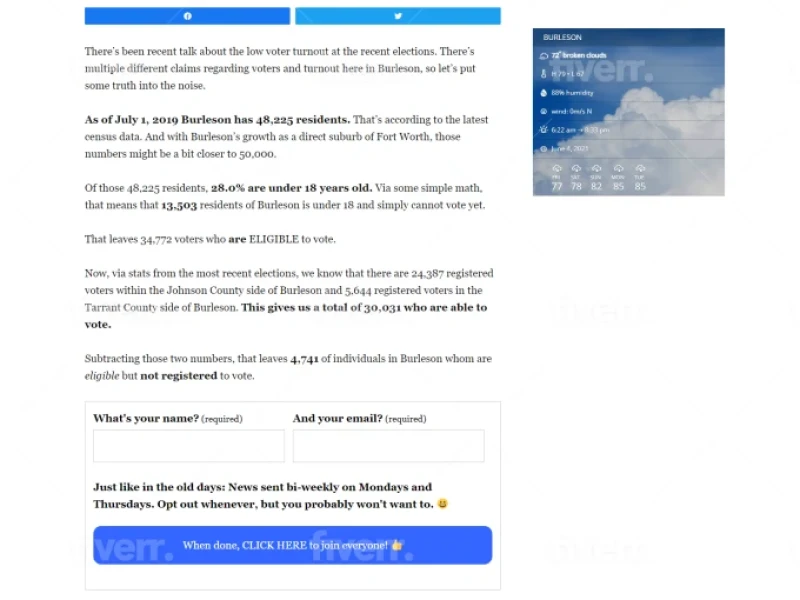 There's been recent talk about the low voter turnout at the recent elections. There's
multiple different claims regarding voters and turnout here in Burleson, so let's put
some truth into the noise.
As of July 1, 2019 Burleson has 48,225 residents. That's according to the latest
census data. And with Burleson's growth as a direct suburb of Fort Worth, those
numbers might be a bit closer to 50,000.
Of those 48,225 residents, 28.0% are under 18 years old. Via some simple math,
that means that 13,503 residents of Burleson is under 18 and simply cannot vote yet.
That leaves 34,772 voters who are ELIGIBLE to vote.
Now, via stats from the most recent elections, we know that there are 24,387 registered
voters within the Johnson County side of Burleson and 5,644 registered voters in the
Tarrant County side of Burleson. This gives us a total of 30,031 who are able to
vote.
Subtracting those two numbers, that leaves 4,741 of individuals in Burleson whom are
eligible but not registered to vote.
What's your name? (required) And your email? (required)
Just like in the old days: News sent bi-weekly on Mondays and
Thursdays. Opt out whenever, but you probably won't want to. 😀
When done, CLICK HERE to join everyone! 👍
BURLESON
72° broken clouds
88% humidity
wind: 0m/s N
6:22 am → 8:33 pm
June 4, 2021
FRI SAT SUN MON TUE
77 78 82 85 85
fiverr.